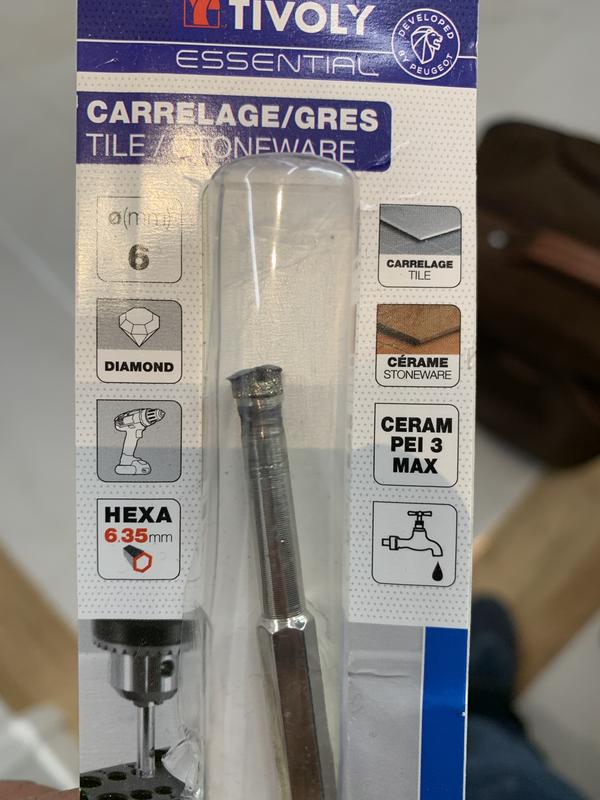 TIVOLY
ESSENTIAL
DEVELOPED
BY PEUGEOT
CARRELAGE/GRES
TILE / STONEWARE
ø(mm)
6
DIAMOND
HEXA
6.35mm
CARRELAGE
TILE
CÉRAME
STONEWARE
CERAM
PEI 3
MAX